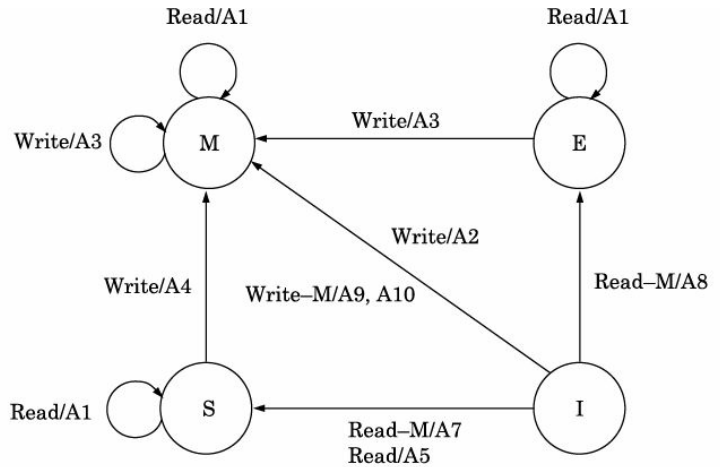 Read/A1
Read/A1
Write/A3
M
Write/A3
E
Write/A2
Write/A4
Write–M/A9, A10
Read–M/A8
Read/A1
S
I
Read–M/A7
Read/A5